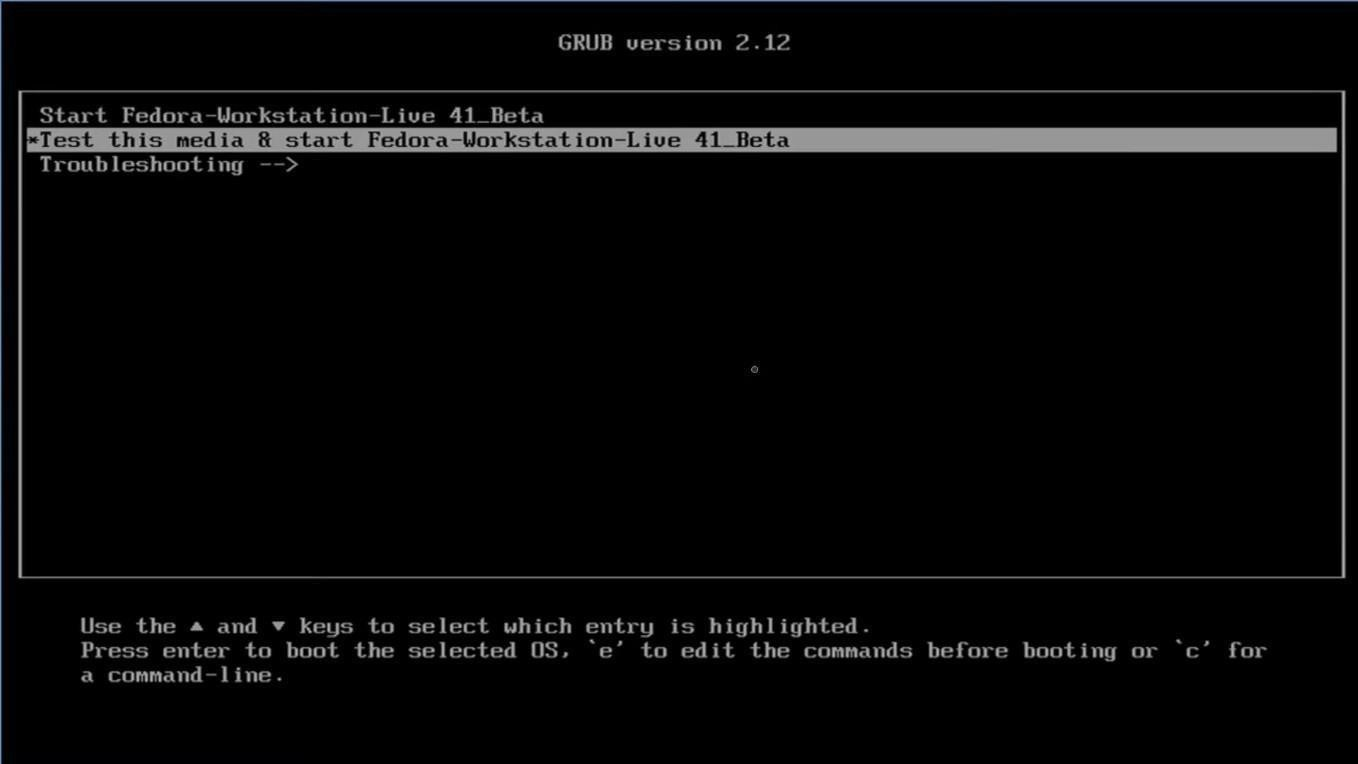 GRUB version 2.12
Start Fedora-Workstation-Live 41_Beta
*Test this media & start Fedora-Workstation-Live 41_Beta
Troubleshooting -->
Use the ▲ and ▼ keys to select which entry is highlighted.
Press enter to boot the selected OS, `e' to edit the commands before booting or `c' for
a command-line.